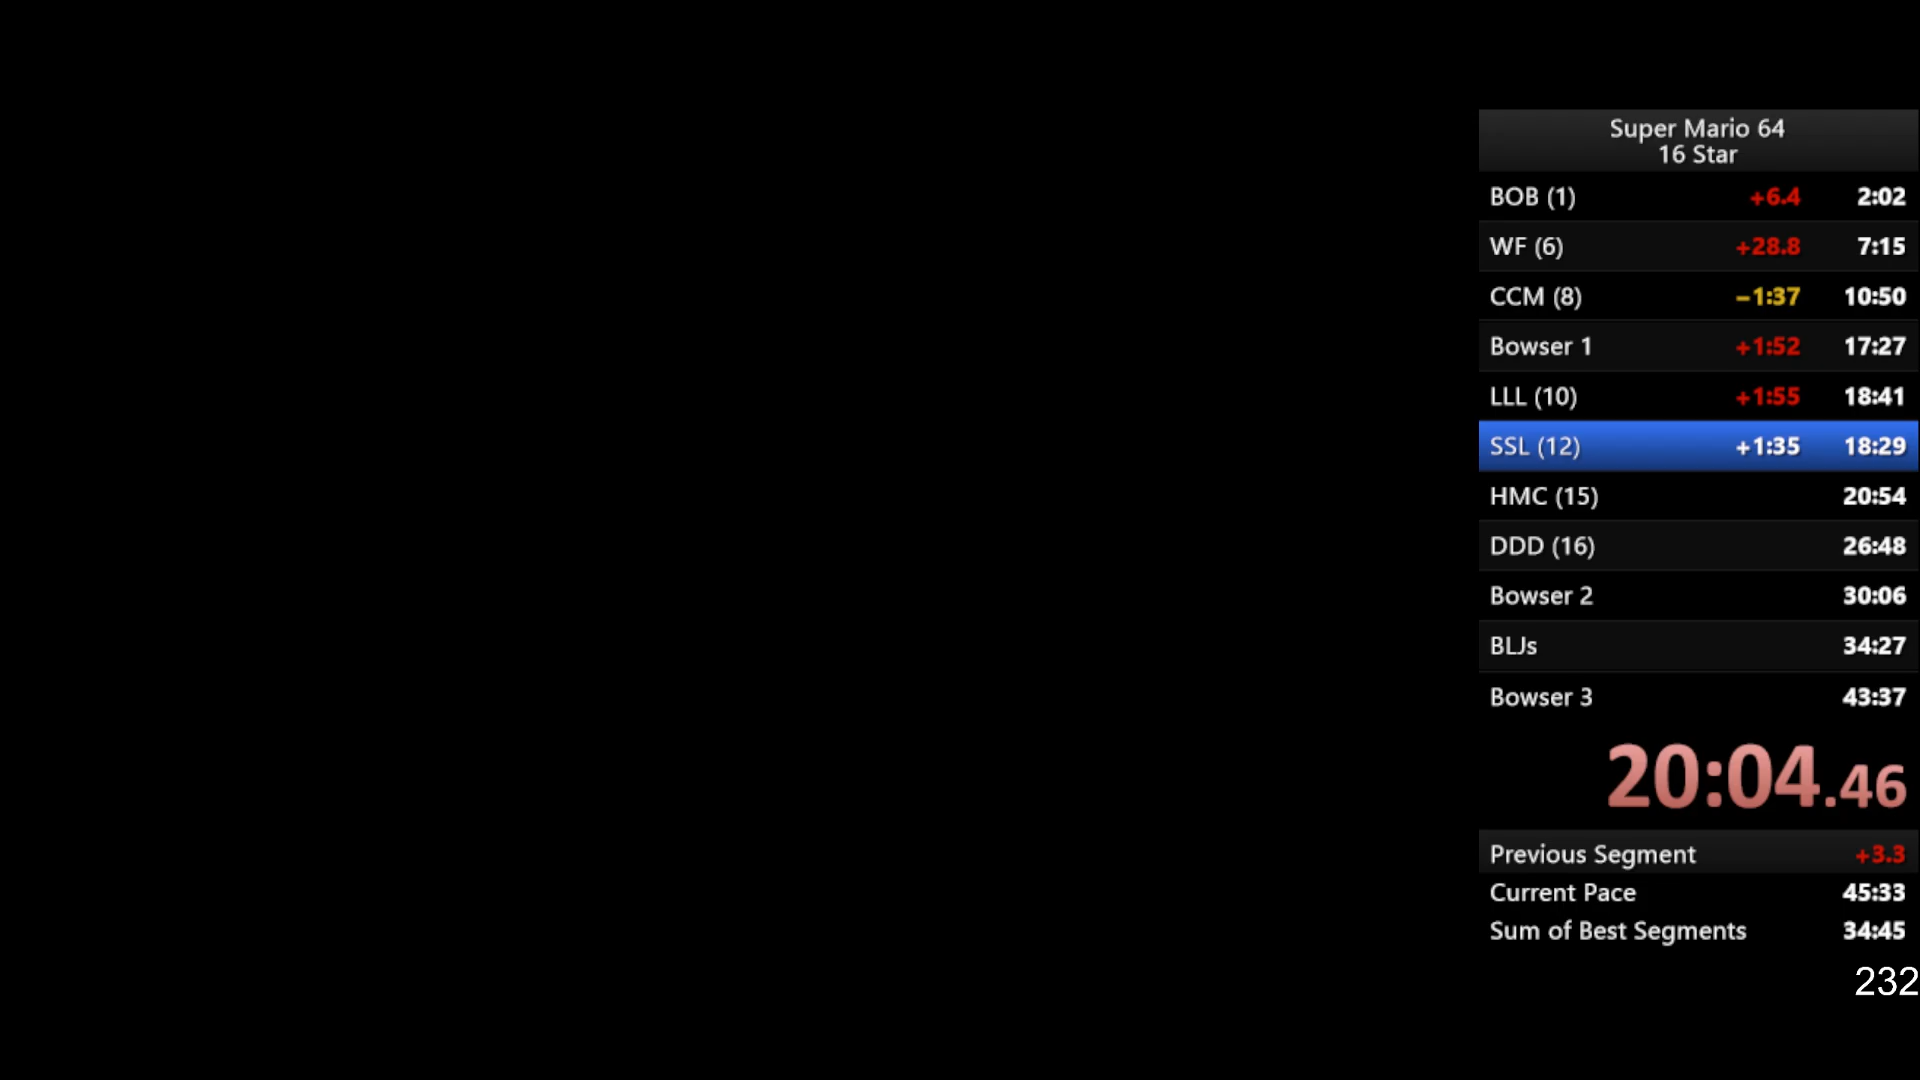 Super Mario 64
16 Star
BOB (1) +6.4 2:02
WF (6) +28.8 7:15
CCM (8) −1:37 10:50
Bowser 1 +1:52 17:27
LLL (10) +1:55 18:41
SSL (12) +1:35 18:29
HMC (15) 20:54
DDD (16) 26:48
Bowser 2 30:06
BLJs 34:27
Bowser 3 43:37
20:04.46
Previous Segment +3.3
Current Pace 45:33
Sum of Best Segments 34:45
232